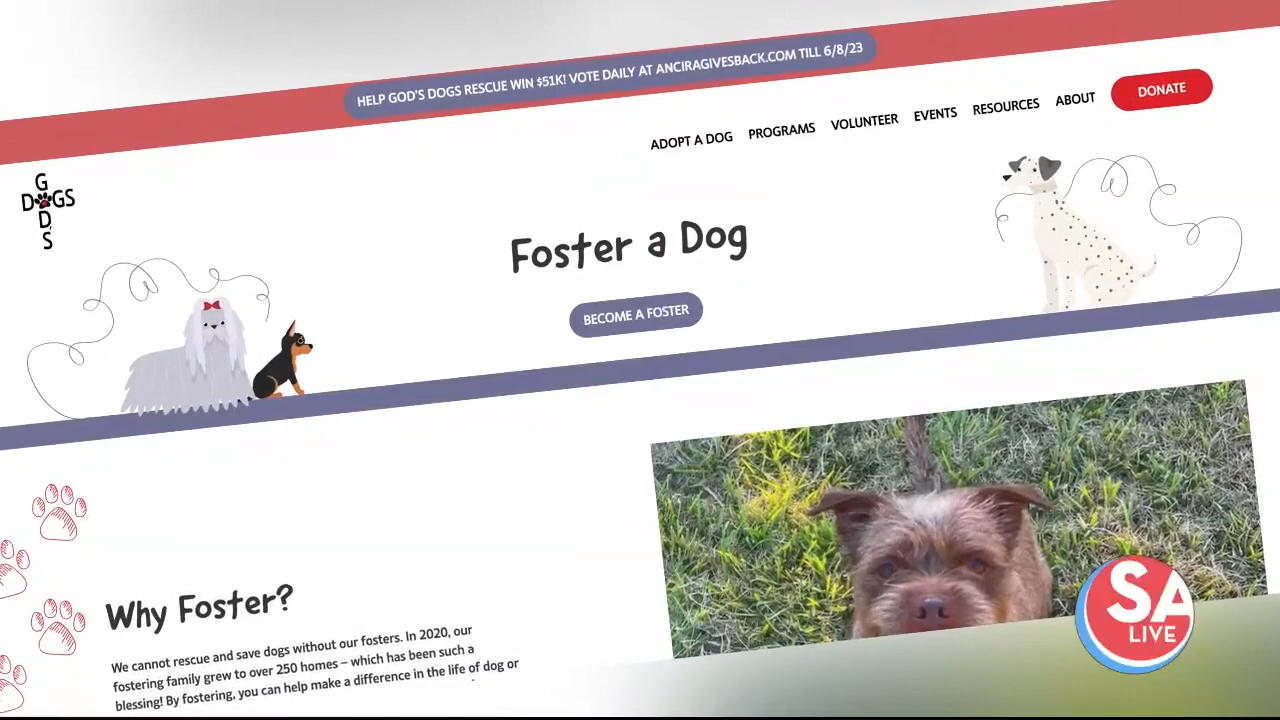 HELP GOD'S DOGS RESCUE WIN $51K! VOTE DAILY AT ANCIRAGIVESBACK.COM TILL 6/8/23
ADOPT A DOG PROGRAMS VOLUNTEER EVENTS RESOURCES ABOUT DONATE
G
DOGS
D
S
Foster a Dog
BECOME A FOSTER
Why Foster?
We cannot rescue and save dogs without our fosters. In 2020, our
fostering family grew to over 250 homes – which has been such a
blessing! By fostering, you can help make a difference in the life of dog or
SA
LIVE